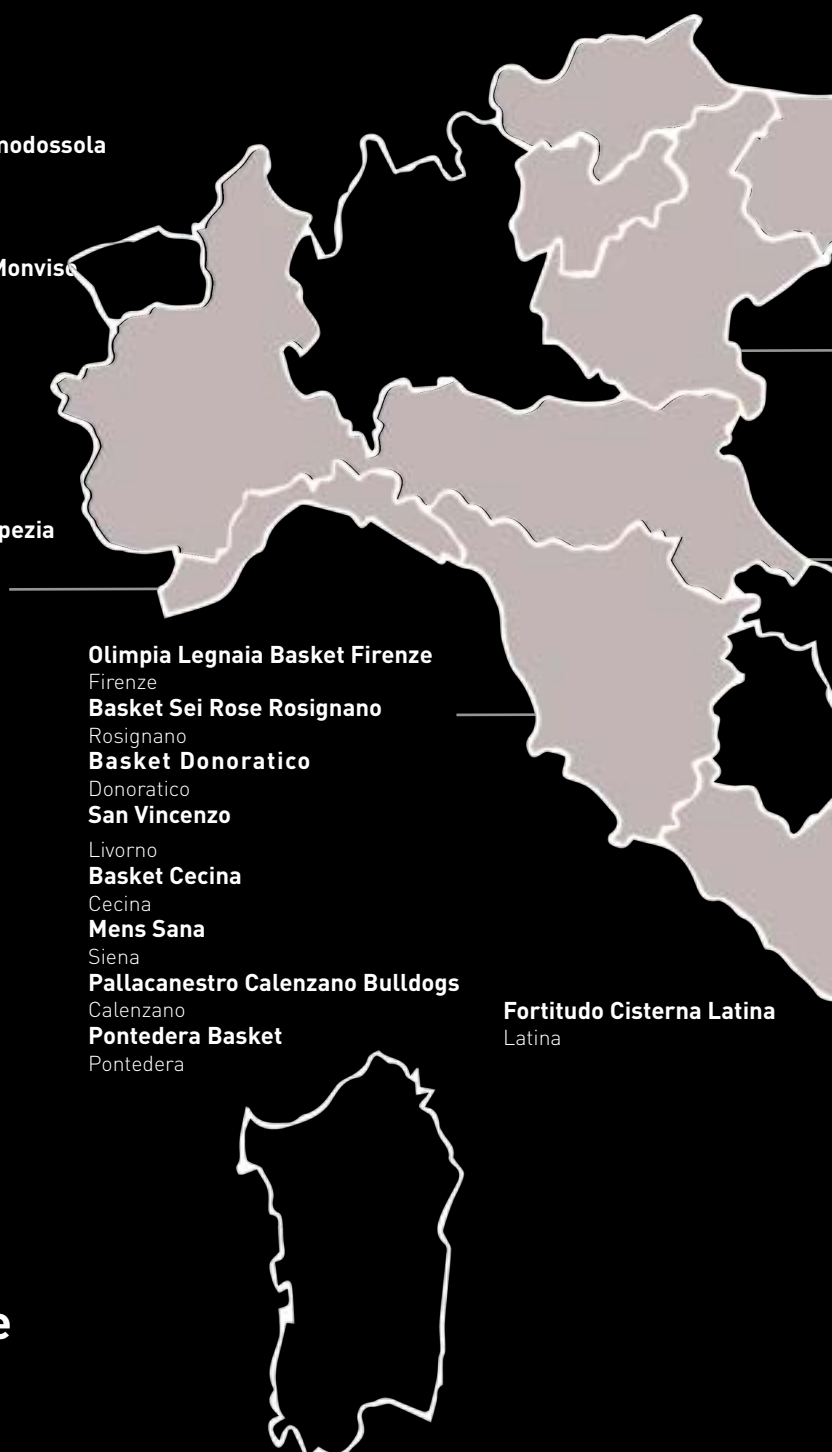 nodossola
Monviso
pezia
Olimpia Legnaia Basket Firenze
Firenze
Basket Sei Rose Rosignano
Rosignano
Basket Donoratico
Donoratico
San Vincenzo
Livorno
Basket Cecina
Cecina
Mens Sana
Siena
Pallacanestro Calenzano Bulldogs
Calenzano
Pontedera Basket
Pontedera
Fortitudo Cisterna Latina
Latina
e